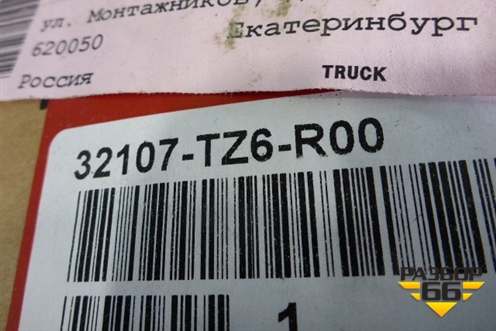 ул. Монтажников,
620050 Екатеринбург
Россия TRUCK
32107-TZ6-R00
1
РАЗБОР
66